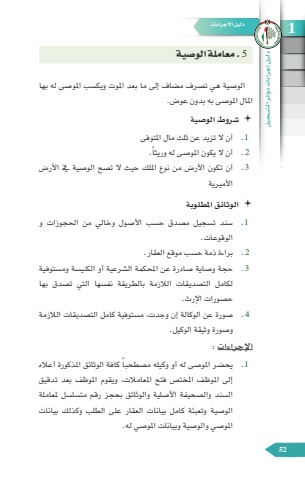 دليل الاجراءات
1
دليل اجراءات دوائر التسجيل
5 . معاملة الوصية
الوصية هي تصرف مضاف إلى ما بعد الموت ويكسب الموصى له بها
المال الموصى به بدون عوض.
شروط الوصية
1. أن لا تزيد عن ثلث مال المتوفى
2. أن لا يكون الموصى له وريثاً.
3. أن تكون الأرض من نوع الملك حيث لا تصح الوصية في الأرض
الأميرية
الوثائق المطلوبة
1. سند تسجيل مصدق حسب الأصول وخالي من الحجوزات و
الوقوعات.
2. براءة ذمة حسب موقع العقار.
3. حجة وصاية صادرة عن المحكمة الشرعية أو الكنيسة ومستوفية
لكامل التصديقات اللازمة بالطريقة نفسها التي تصدق بها
حصورات الإرث.
4. صورة عن الوكالة إن وجدت، مستوفية كامل التصديقات اللازمة
وصورة وثيقة الوكيل.
الإجراءات :
1. يحضر الموصى له أو وكيله مصطحباً كافة الوثائق المذكورة أعلاه
إلى الموظف المختص فتح المعاملات، ويقوم الموظف بعد تدقيق
السند والصحيفة الأصلية والوثائق بحجز رقم متسلسل لمعاملة
الوصية وتعبئة كامل بيانات العقار على الطلب وكذلك بيانات
الموصي والوصية وبيانات الموصي له.
52